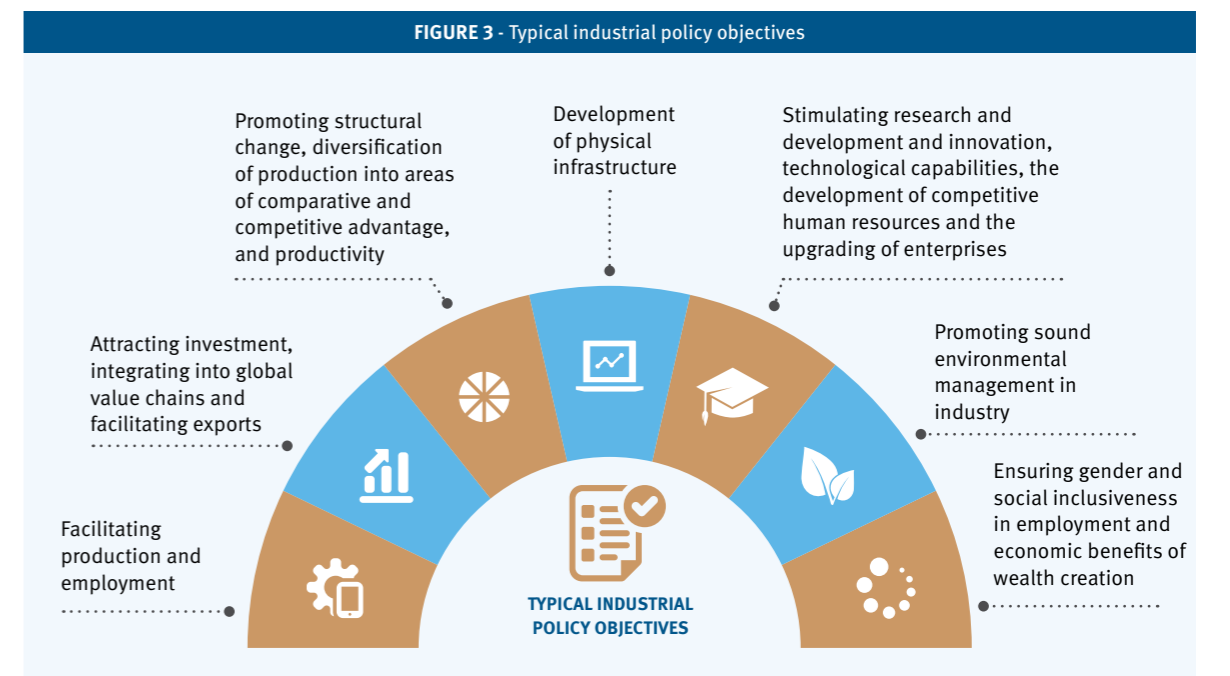 FIGURE 3 - Typical industrial policy objectives
Facilitating
production and
employment
Attracting investment,
integrating into global
value chains and
facilitating exports
Promoting structural
change, diversification
of production into areas
of comparative and
competitive advantage,
and productivity
Development
of physical
infrastructure
Stimulating research and
development and innovation,
technological capabilities, the
development of competitive
human resources and the
upgrading of enterprises
Promoting sound
environmental
management in
industry
Ensuring gender and
social inclusiveness
in employment and
economic benefits of
wealth creation
TYPICAL INDUSTRIAL
POLICY OBJECTIVES